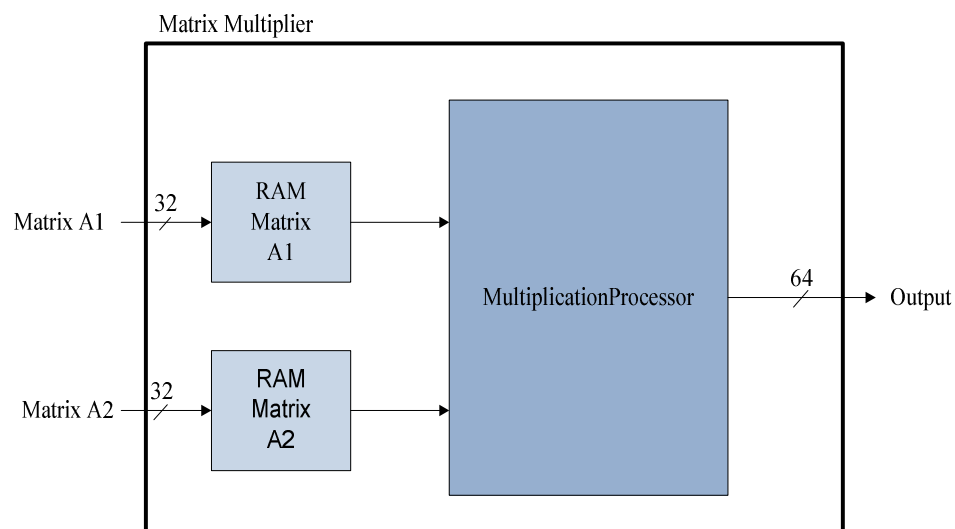 Matrix Multiplier
32
Matrix A1
RAM
Matrix
A1
MultiplicationProcessor
64
Output
32
Matrix A2
RAM
Matrix
A2